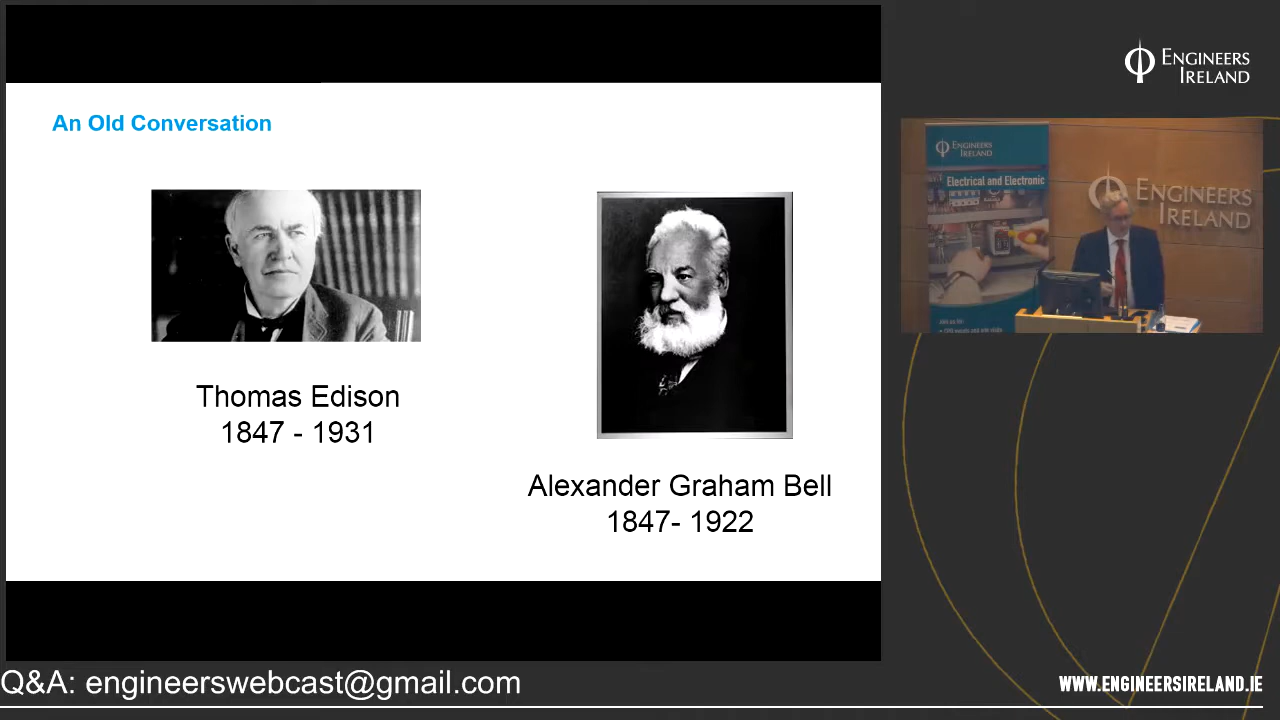 An Old Conversation
Thomas Edison
1847 - 1931
Alexander Graham Bell
1847- 1922
ENGINEERS
IRELAND
ENGINEERS
IRELAND
Electrical and Electronic
ENGINEERS
IRELAND
Q&A: engineerswebcast@gmail.com
WWW.ENGINEERSIRELAND.IE